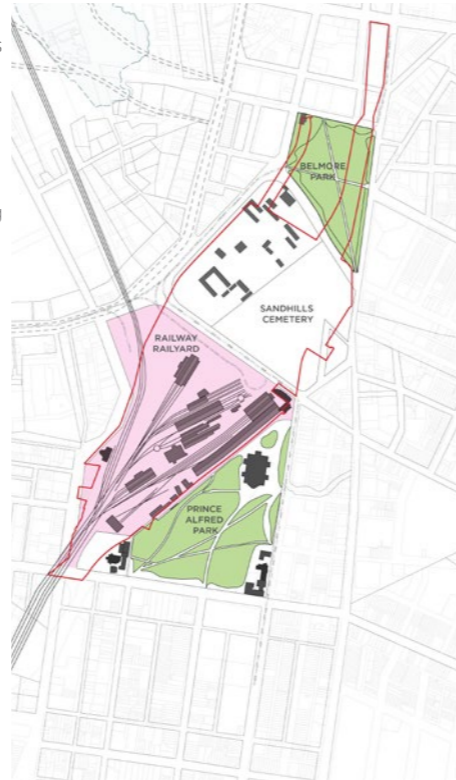 BELMORE
PARK
SANDHILLS
CEMETERY
RAILWAY
RAILYARD
PRINCE
ALFRED
PARK